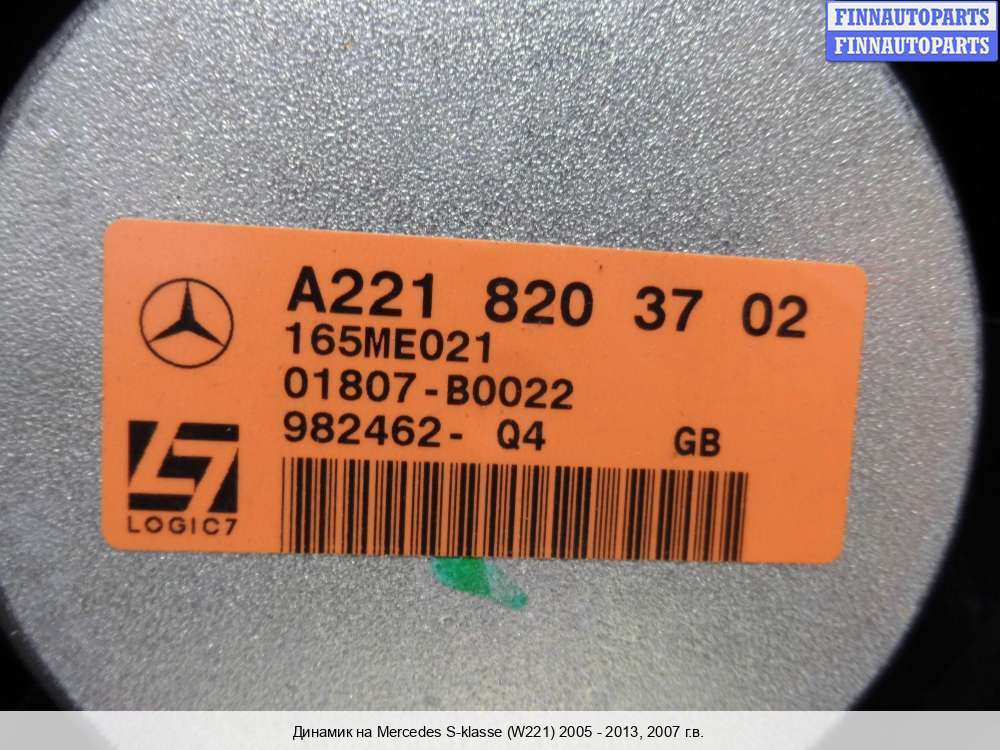 FINNAUTOPARTS
FINNAUTOPARTS
A221 820 37 02
165ME021
01807-B0022
982462- Q4 GB
LOGIC7
Динамик на Mercedes S-klasse (W221) 2005 - 2013, 2007 г.в.